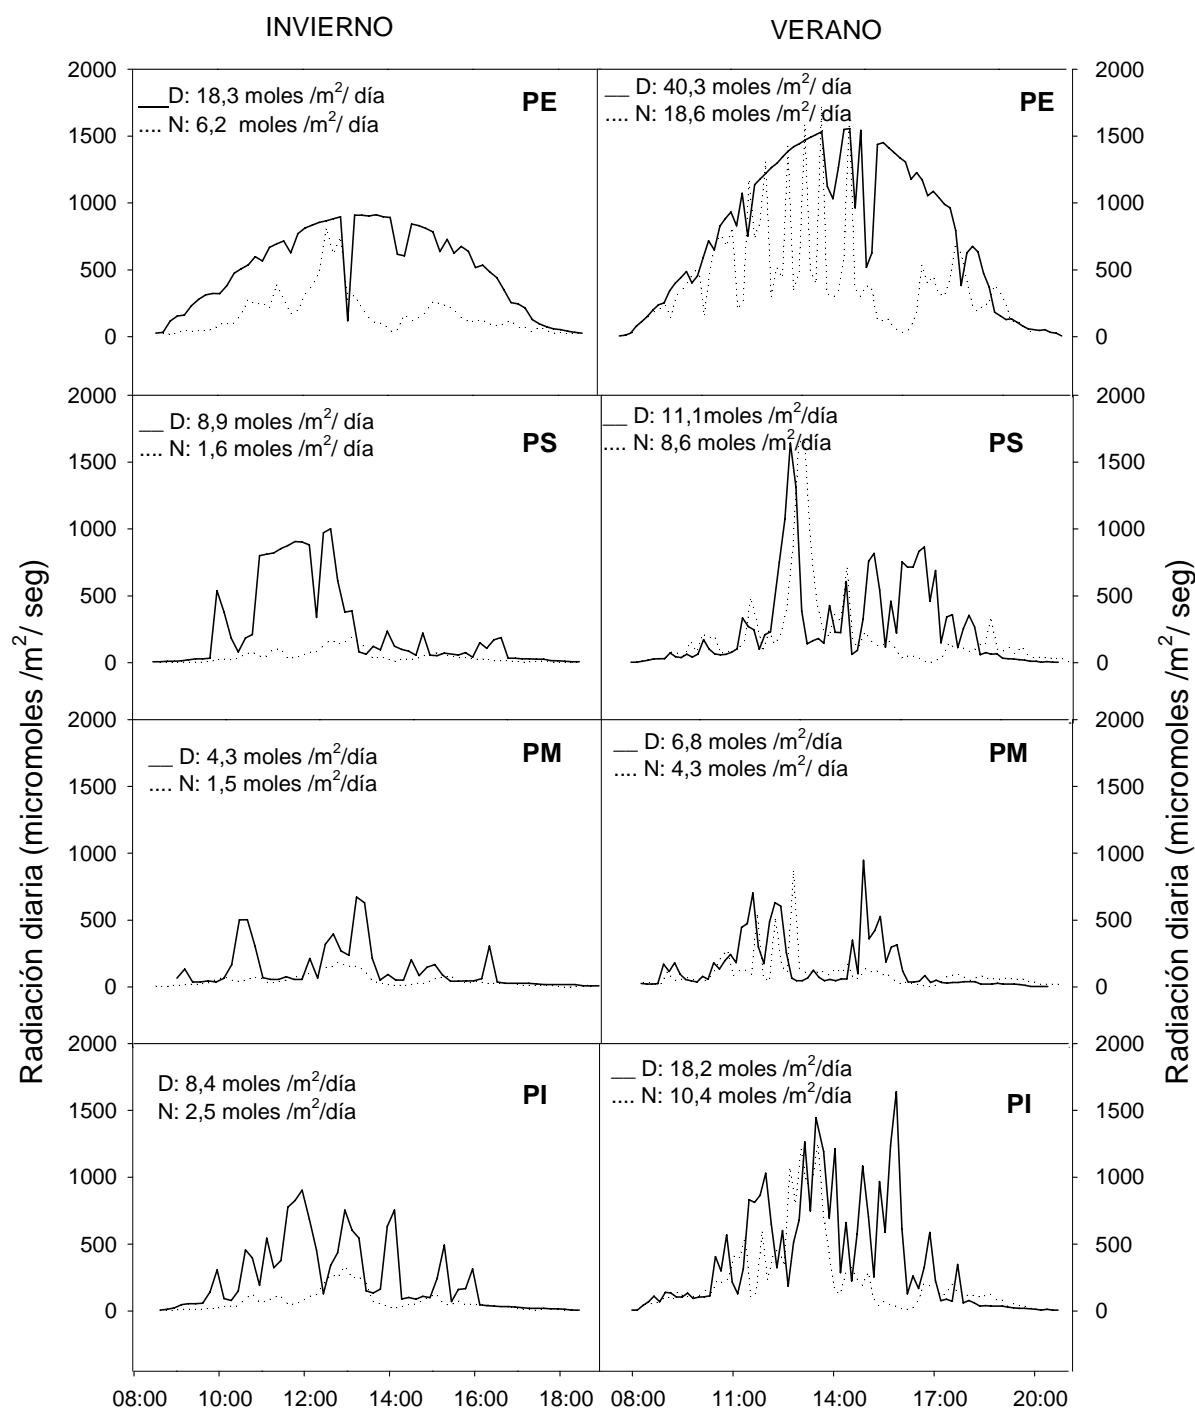 INVIERNO
VERANO
2000
1500
1000
500
0
___D: 18,3 moles /m²/ día
.... N: 6,2 moles /m²/ día
PE
__ D: 40,3 moles /m²/ día
.... N: 18,6 moles /m²/ día
PE
2000
1500
1000
500
0
2000
1500
1000
500
0
__ D: 8,9 moles /m²/ día
.... N: 1,6 moles /m²/ día
PS
__ D: 11,1moles /m²/día
.... N: 8,6 moles /m²/día
PS
2000
1500
1000
500
0
2000
1500
1000
500
0
__ D: 4,3 moles /m²/día
.... N: 1,5 moles /m²/día
PM
__ D: 6,8 moles /m²/día
.... N: 4,3 moles /m²/ día
PM
2000
1500
1000
500
0
2000
1500
1000
500
0
D: 8,4 moles /m²/día
N: 2,5 moles /m²/día
PI
__ D: 18,2 moles /m²/día
.... N: 10,4 moles /m²/día
PI
2000
1500
1000
500
0
08:00 10:00 12:00 14:00 16:00 18:00
08:00 11:00 14:00 17:00 20:00
Radiación diaria (micromoles /m²/ seg)
Radiación diaria (micromoles /m²/ seg)